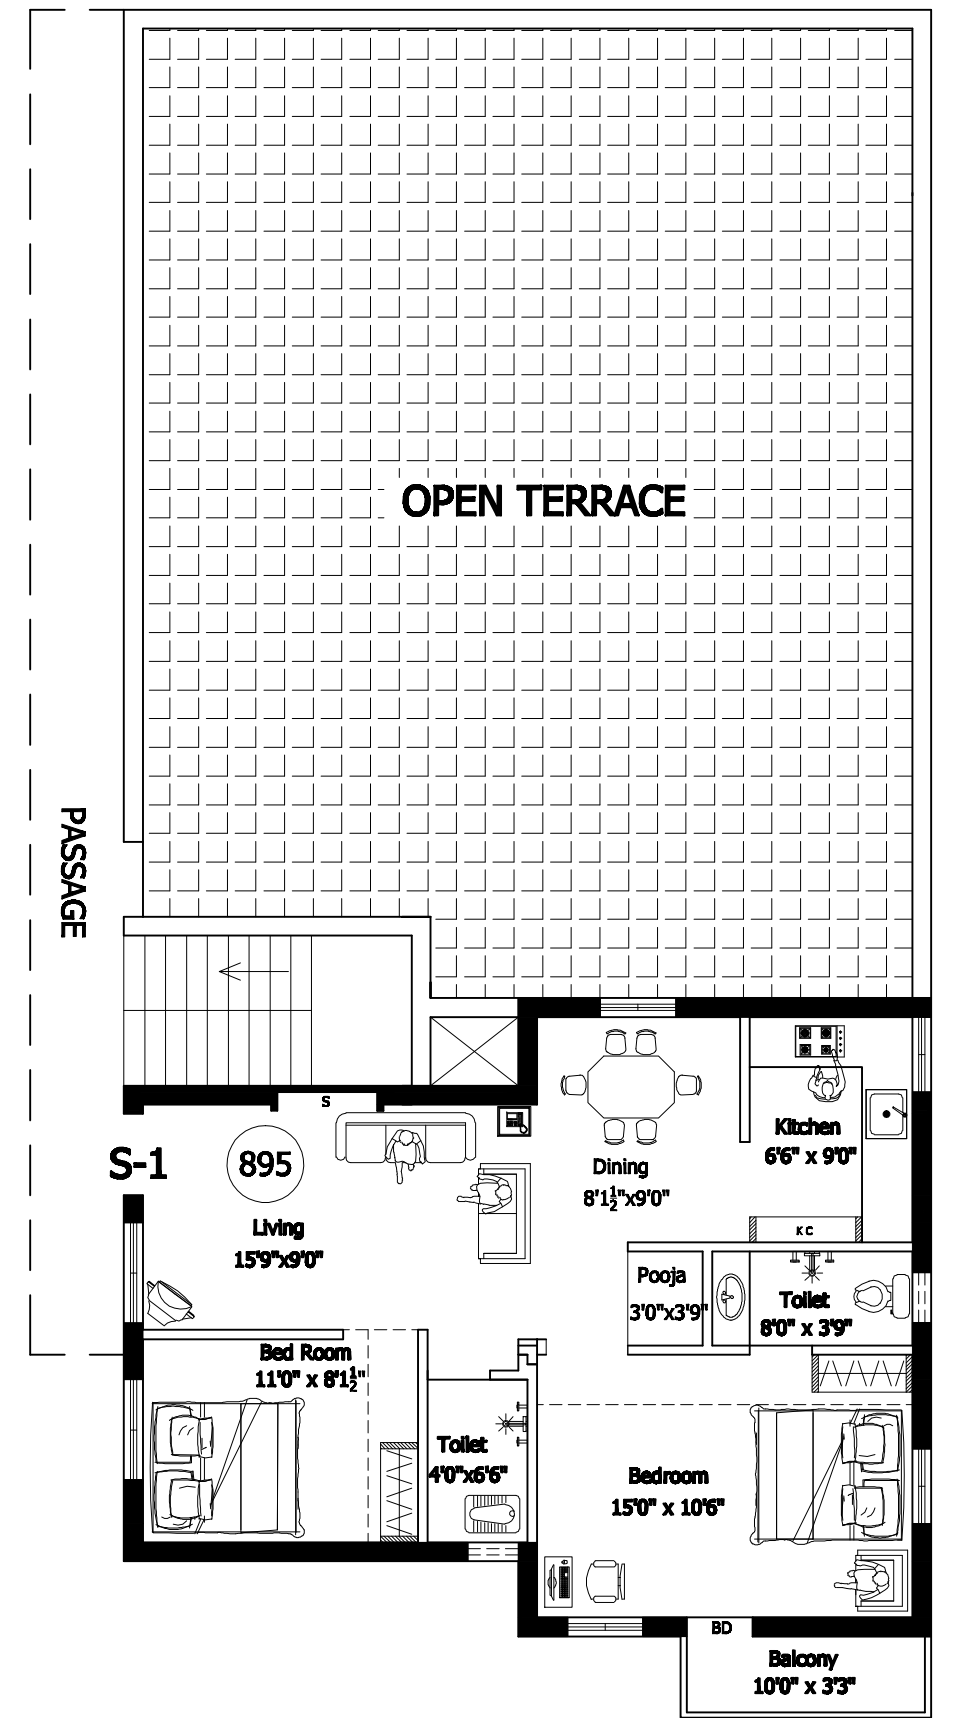 OPEN TERRACE
PASSAGE
S
S-1
895
Living
15'9"x9'0"
Dining
8'1½"x9'0"
Kitchen
6'6" x 9'0"
KC
Pooja
3'0"x3'9"
Toilet
8'0" x 3'9"
Bed Room
11'0" x 8'1½"
Toilet
4'0"x6'6"
Bedroom
15'0" x 10'6"
BD
Balcony
10'0" x 3'3"